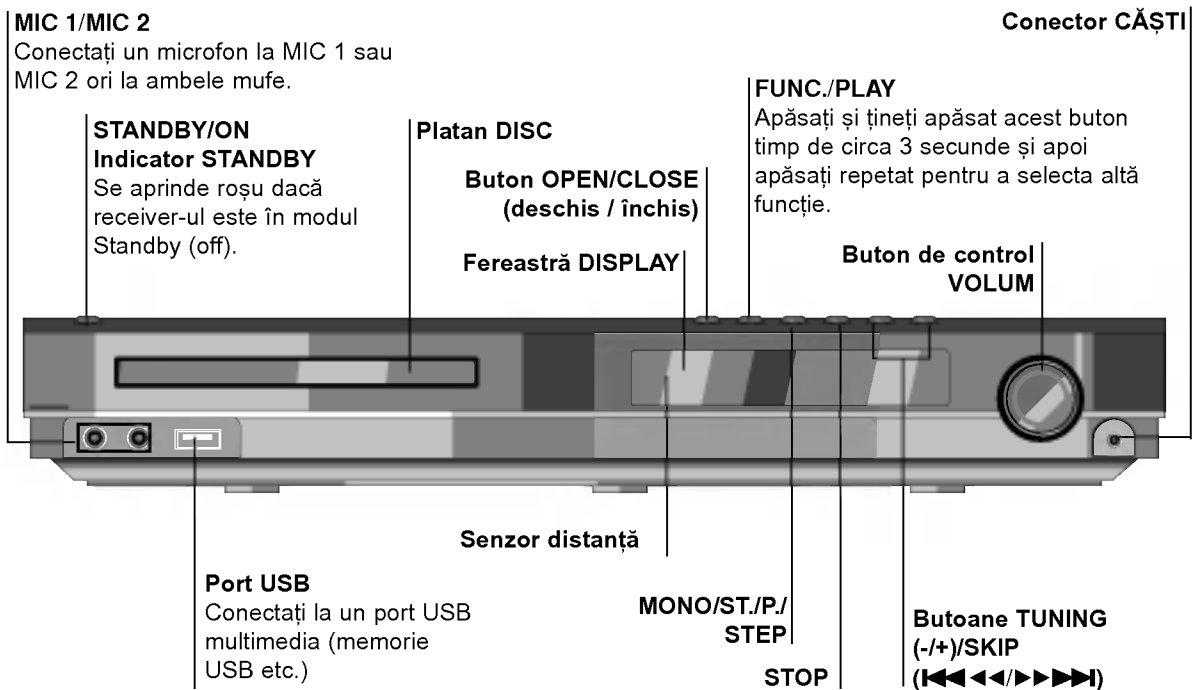 MIC 1/MIC 2
Conectați un microfon la MIC 1 sau
MIC 2 ori la ambele mufe.
Conector CĂȘTI
STANDBY/ON
Indicator STANDBY
Se aprinde roșu dacă
receiver-ul este în modul
Standby (off).
Platan DISC
Buton OPEN/CLOSE
(deschis / închis)
Fereastră DISPLAY
FUNC./PLAY
Apăsați și țineți apăsat acest buton
timp de circa 3 secunde și apoi
apăsați repetat pentru a selecta altă
funcție.
Buton de control
VOLUM
Senzor distanță
Port USB
Conectați la un port USB
multimedia (memorie
USB etc.)
MONO/ST./P./
STEP
STOP
Butoane TUNING
(-/+)/SKIP
(⏮◀◀/▶▶⏭)